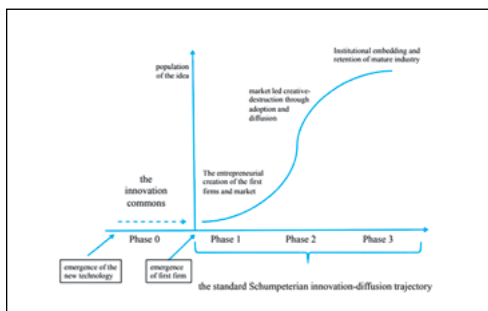 Institutional embedding and
retention of mature industry
population
of the idea
market led creative-
destruction through
adoption and
diffusion
The entrepreneurial
creation of the first
firms and market
the
innovation
commons
Phase 0
Phase 1
Phase 2
Phase 3
emergence of the
new technology
emergence
of first firm
the standard Schumpeterian innovation-diffusion trajectory